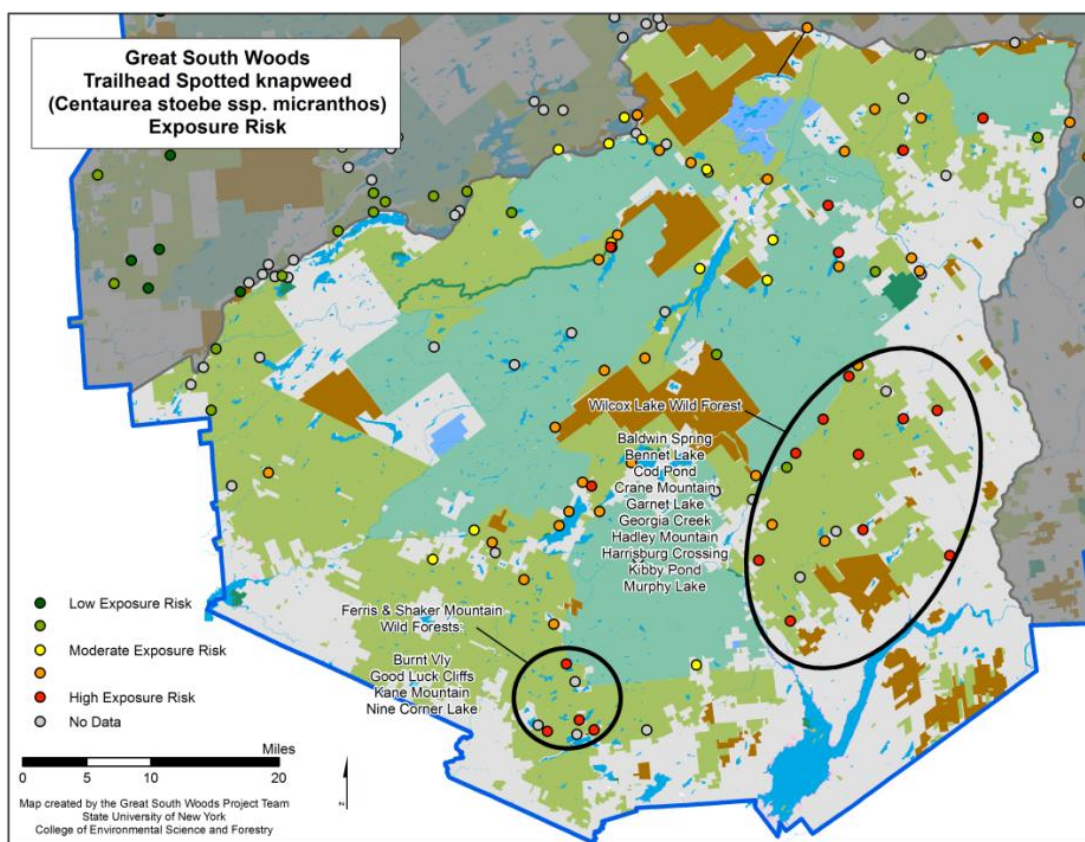 Great South Woods
Trailhead Spotted knapweed
(Centaurea stoebe ssp. micranthos)
Exposure Risk
Wilcox Lake Wild Forest
Baldwin Spring
Bennet Lake
Cod Pond
Crane Mountain
Garnet Lake
Georgia Creek
Hadley Mountain
Harrisburg Crossing
Kibby Pond
Murphy Lake
Ferris & Shaker Mountain
Wild Forests:
Burnt Vly
Good Luck Cliffs
Kane Mountain
Nine Corner Lake
Low Exposure Risk
Moderate Exposure Risk
High Exposure Risk
No Data
Miles
0 5 10 20
z
Map created by the Great South Woods Project Team
State University of New York
College of Environmental Science and Forestry